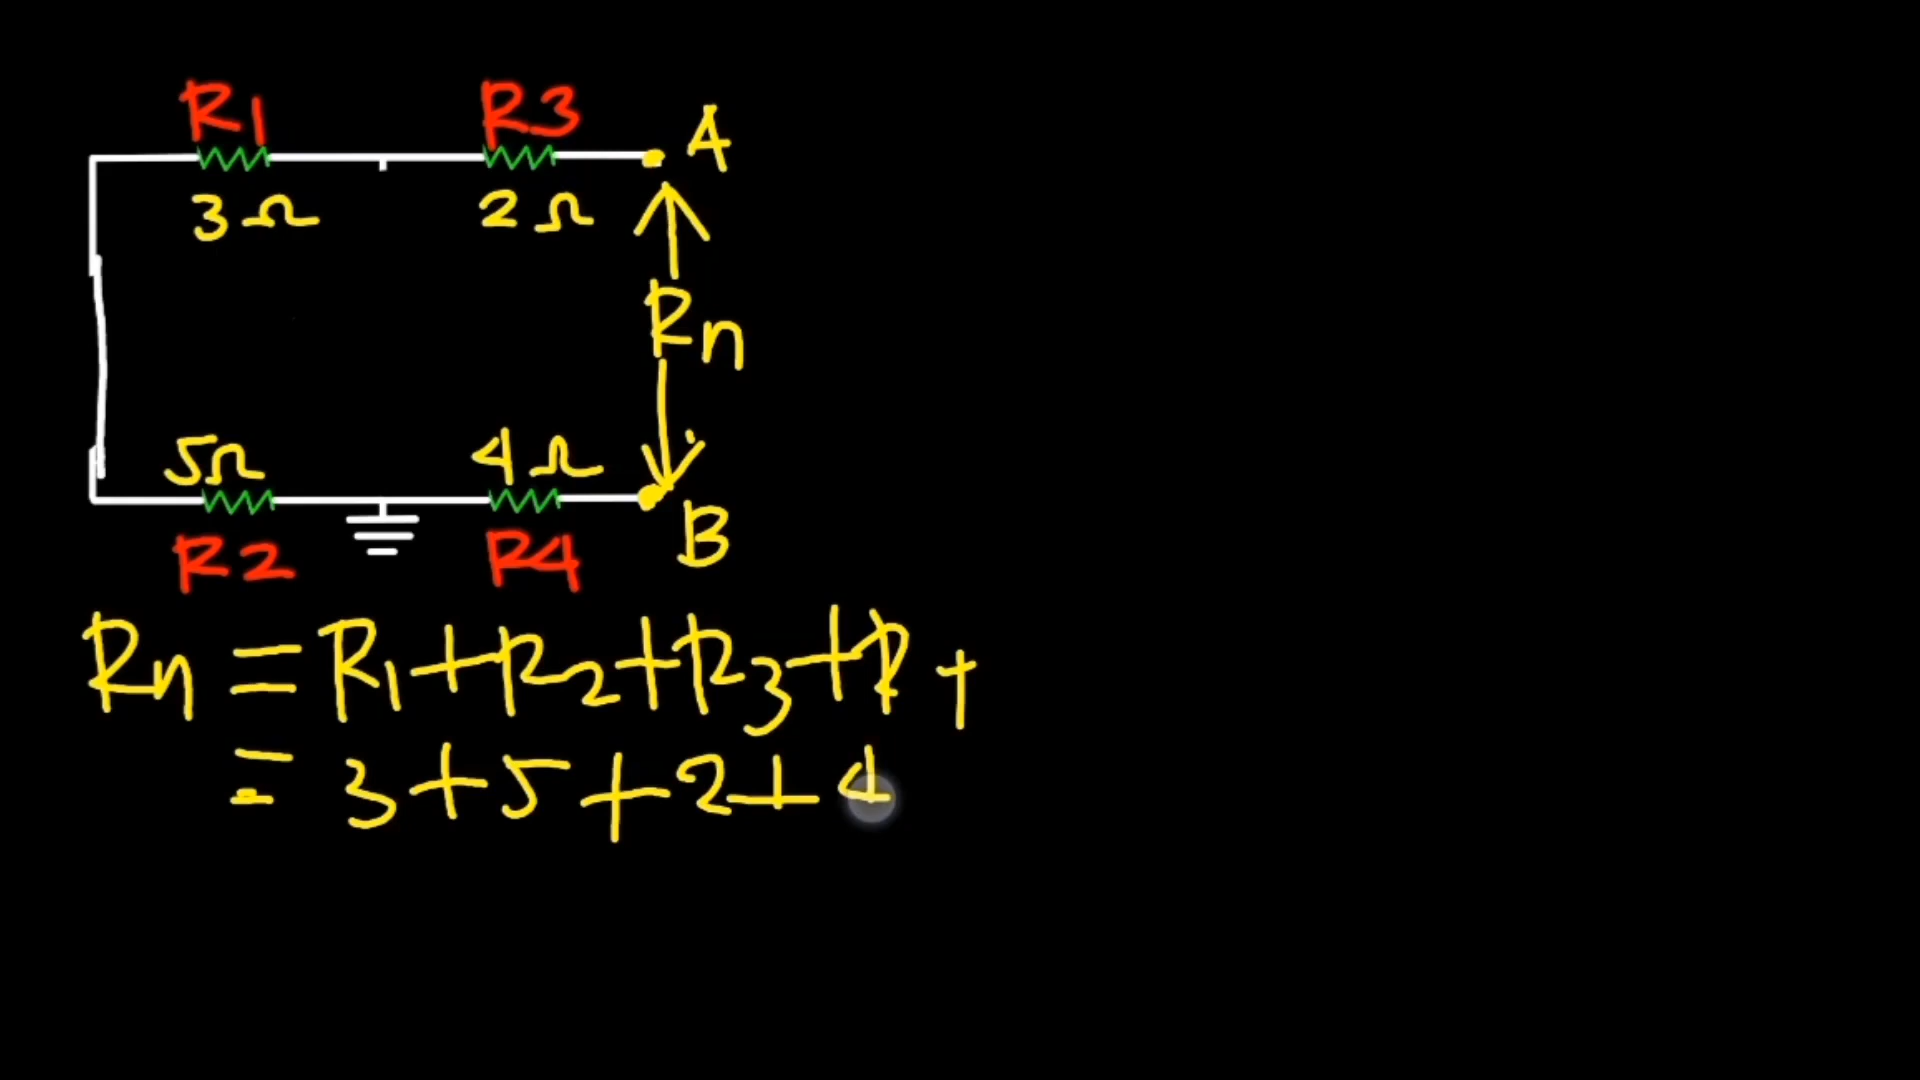 R1 R3 A
3Ω 2Ω
Rn
5Ω 4Ω
R2 R4 B
Rn = R1+R2+R3+R+
= 3+5+2+4